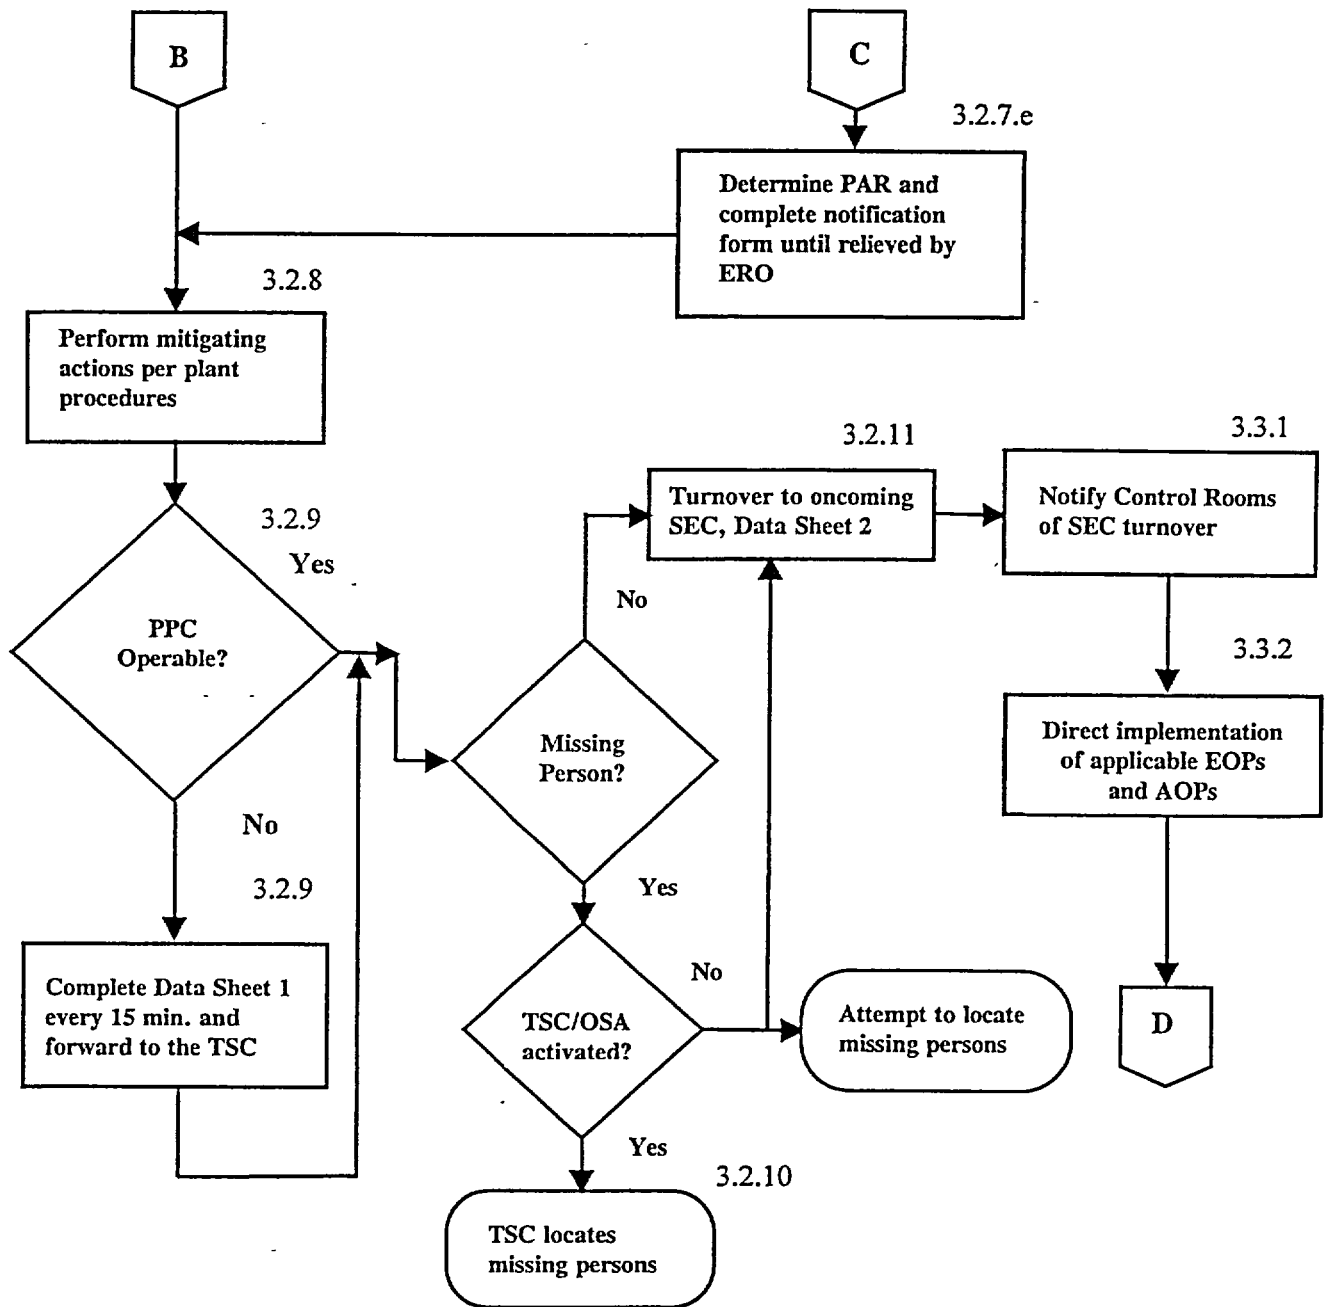 B
C
3.2.7.e
Determine PAR and
complete notification
form until relieved by
ERO
3.2.8
Perform mitigating
actions per plant
procedures
3.2.9
Yes
PPC
Operable?
No
3.2.9
Complete Data Sheet 1
every 15 min. and
forward to the TSC
Missing
Person?
No
Yes
3.2.11
Turnover to oncoming
SEC, Data Sheet 2
3.3.1
Notify Control Rooms
of SEC turnover
3.3.2
Direct implementation
of applicable EOPs
and AOPs
D
TSC/OSA
activated?
No
Attempt to locate
missing persons
Yes
3.2.10
TSC locates
missing persons